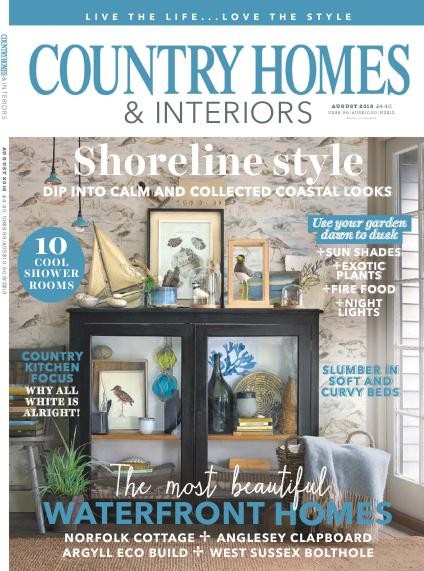 LIVE THE LIFE...LOVE THE STYLE
COUNTRY HOMES
& INTERIORS
AUGUST 2018 £4.40
Shoreline style
DIP INTO CALM AND COLLECTED COASTAL LOOKS
10
COOL
SHOWER
ROOMS
Use your garden
dawn to dusk
+SUN SHADES
+EXOTIC
PLANTS
+FIRE FOOD
+NIGHT
LIGHTS
COUNTRY
KITCHEN
FOCUS
WHY ALL
WHITE IS
ALRIGHT!
SLUMBER IN
SOFT AND
CURVY BEDS
The most beautiful
WATERFRONT HOMES
NORFOLK COTTAGE + ANGLESEY CLAPBOARD
ARGYLL ECO BUILD + WEST SUSSEX BOLTHOLE
COUNTRY HOMES & INTERIORS